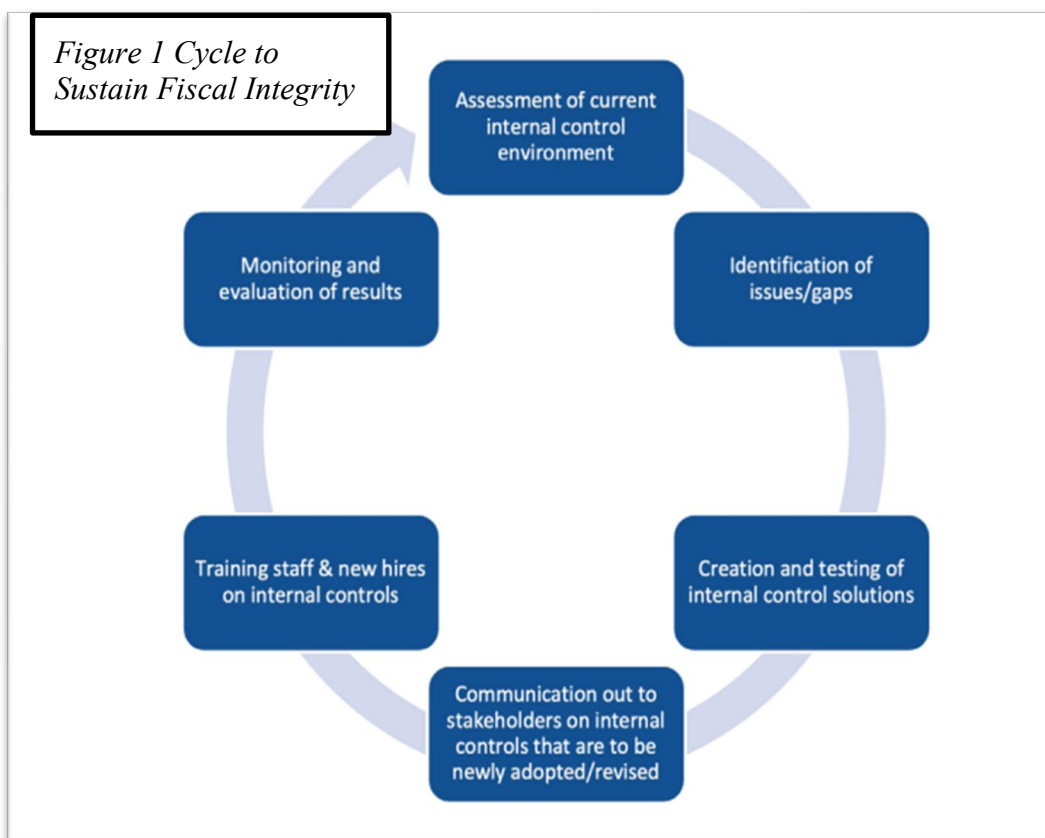 Figure 1 Cycle to
Sustain Fiscal Integrity
Assessment of current
internal control
environment
Identification of
issues/gaps
Creation and testing of
internal control solutions
Communication out to
stakeholders on internal
controls that are to be
newly adopted/revised
Training staff & new hires
on internal controls
Monitoring and
evaluation of results